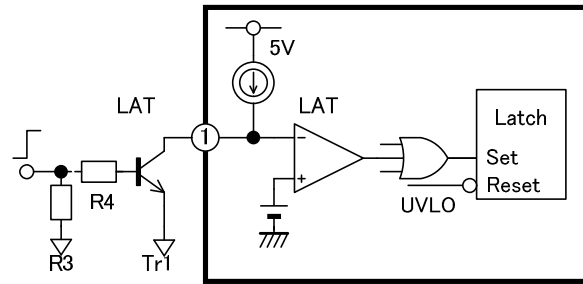 5V
LAT
LAT
1
−
+
Latch
Set
Reset
UVLO
R4
R3
Tr1